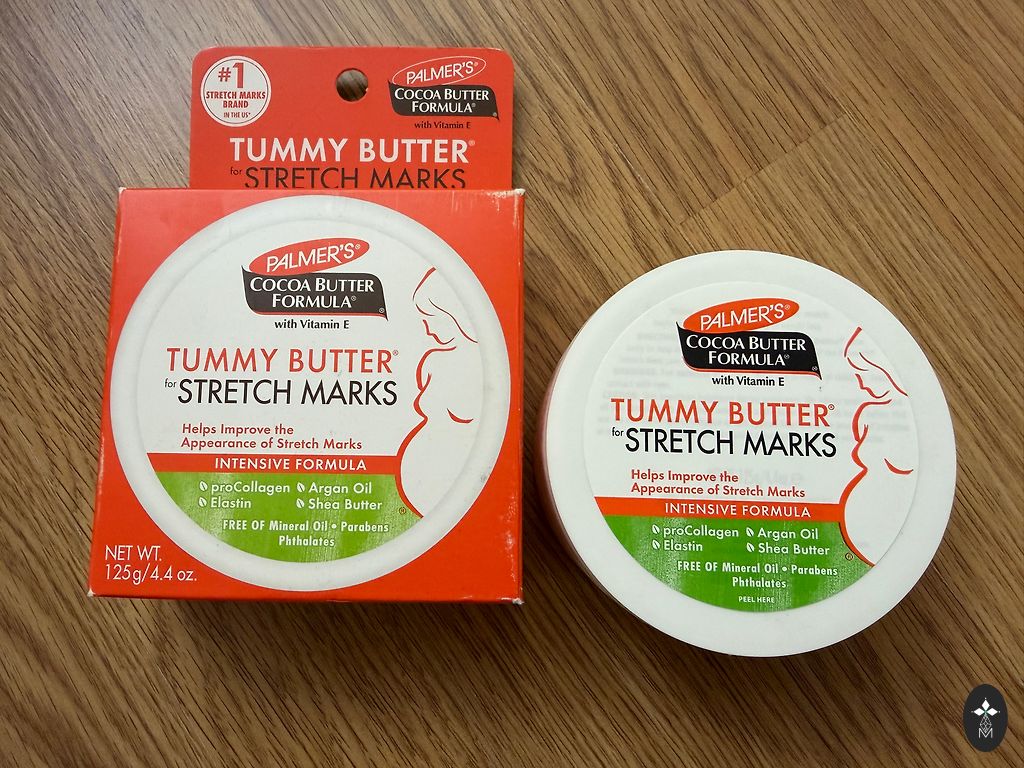 #1
STRETCH MARKS
BRAND
IN THE US*
PALMER'S®
COCOA BUTTER
FORMULA®
with Vitamin E
TUMMY BUTTER®
for STRETCH MARKS
PALMER'S®
COCOA BUTTER
FORMULA®
with Vitamin E
TUMMY BUTTER®
for STRETCH MARKS
Helps Improve the
Appearance of Stretch Marks
INTENSIVE FORMULA
proCollagen Argan Oil
Elastin Shea Butter
FREE OF Mineral Oil • Parabens
Phthalates
NET WT.
125g/4.4 oz.
PALMER'S®
COCOA BUTTER
FORMULA®
with Vitamin E
TUMMY BUTTER®
for STRETCH MARKS
Helps Improve the
Appearance of Stretch Marks
INTENSIVE FORMULA
proCollagen Argan Oil
Elastin Shea Butter
FREE OF Mineral Oil • Parabens
Phthalates
PEEL HERE
M